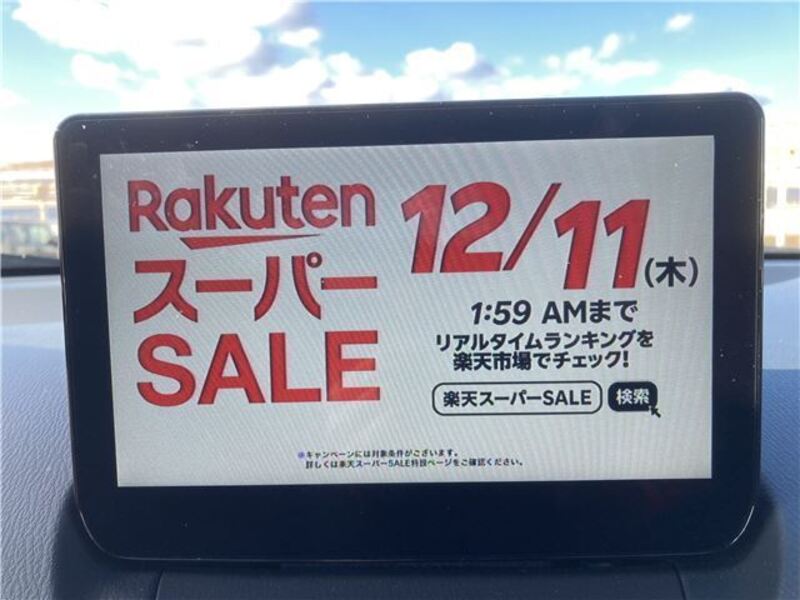 Rakuten
スーパー
SALE
12/11(木)
1:59 AMまで
リアルタイムランキングを
楽天市場でチェック!
楽天スーパーSALE 検索
※キャンペーンには対象条件がございます。
詳しくは楽天スーパーSALE特設ページをご確認ください。